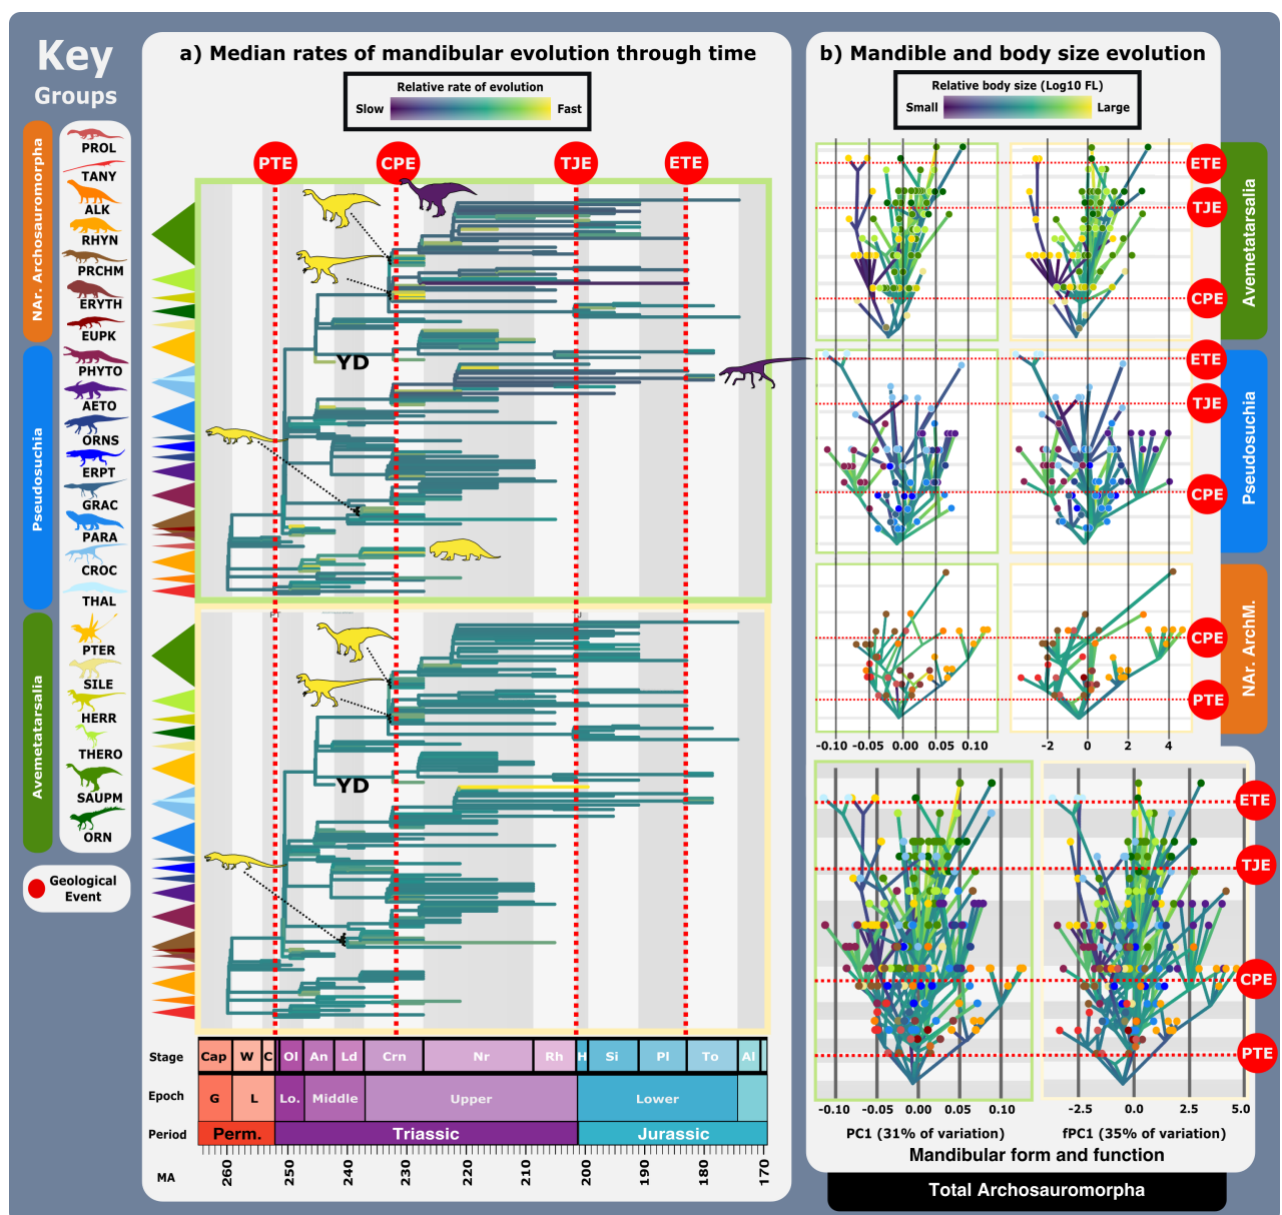 Key
Groups
NAr. Archosauromorpha
Pseudosuchia
Avemetatarsalia
PROL
TANY
ALK
RHYN
PRCHM
ERYTH
EUPK
PHYTO
AETO
ORNS
ERPT
GRAC
PARA
CROC
THAL
PTER
SILE
HERR
THERO
SAUPM
ORN
Geological
Event
a) Median rates of mandibular evolution through time
Relative rate of evolution
Slow Fast
PTE CPE TJE ETE
YD
YD
Stage Cap W C Ol An Ld Crn Nr Rh H Si Pl To Al
Epoch G L Lo. Middle Upper Lower
Period Perm. Triassic Jurassic
MA 260 250 240 230 220 210 200 190 180 170
b) Mandible and body size evolution
Relative body size (Log10 FL)
Small Large
ETE
TJE
CPE
Avemetatarsalia
ETE
TJE
CPE
Pseudosuchia
CPE
PTE
NAr. ArchM.
-0.10 -0.05 0.00 0.05 0.10 -2 0 2 4
ETE
TJE
CPE
PTE
-0.10 -0.05 0.00 0.05 0.10 -2.5 0.0 2.5 5.0
PC1 (31% of variation) fPC1 (35% of variation)
Mandibular form and function
Total Archosauromorpha